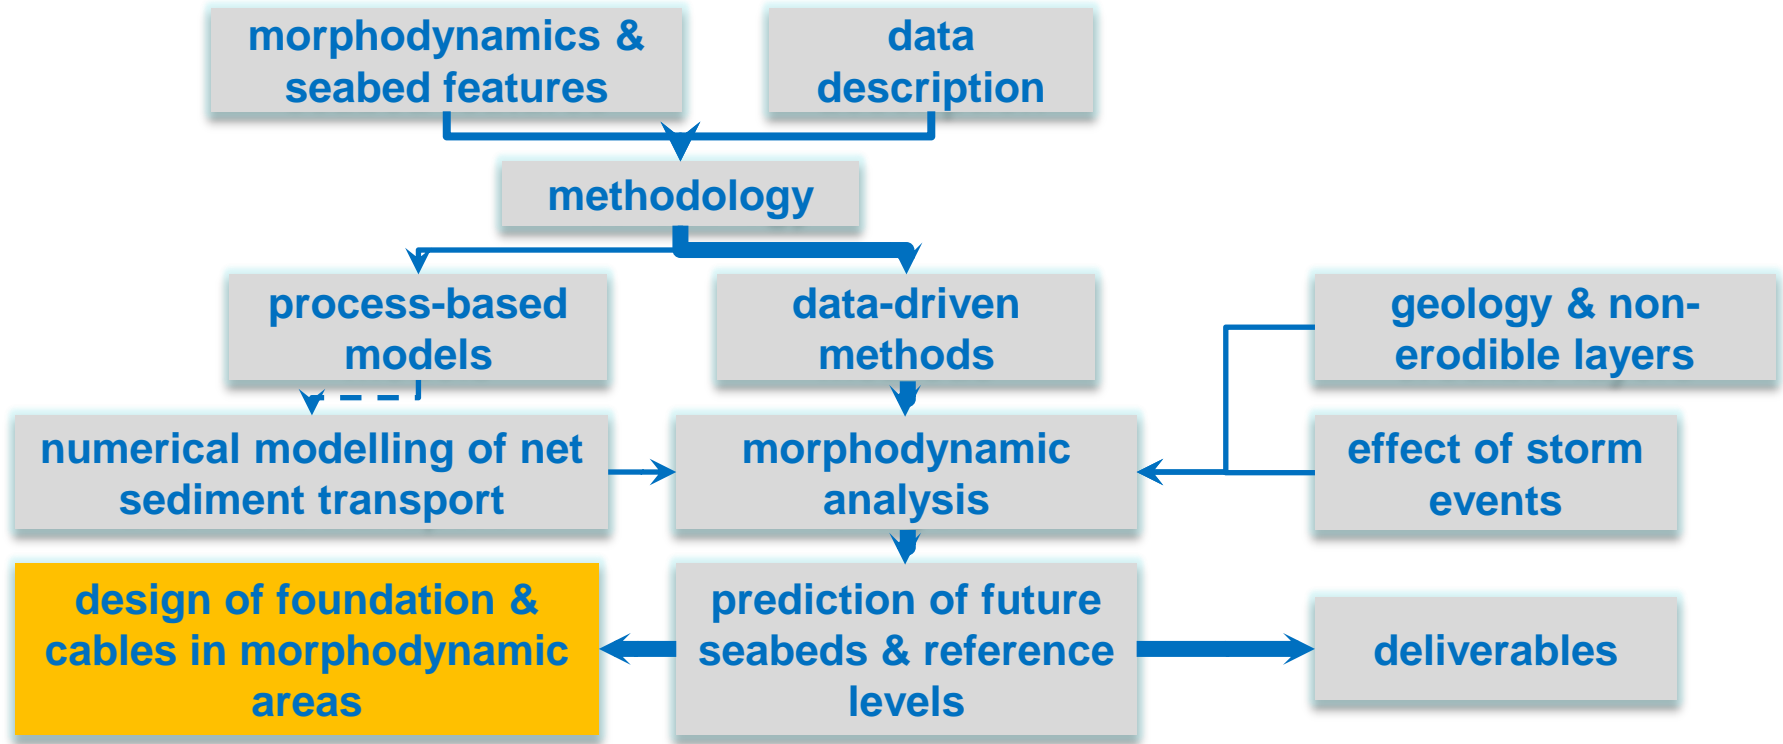 morphodynamics &
seabed features
data
description
methodology
process-based
models
data-driven
methods
geology & non-
erodible layers
numerical modelling of net
sediment transport
morphodynamic
analysis
effect of storm
events
design of foundation &
cables in morphodynamic
areas
prediction of future
seabeds & reference
levels
deliverables